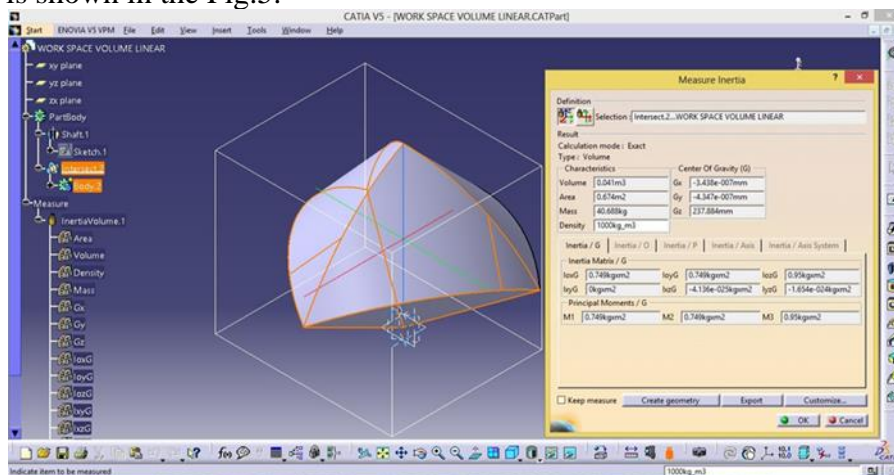 is shown in the Fig.5.
CATIA V5 - [WORK SPACE VOLUME LINEAR.CATPart]
Start ENOVIA V5 VPM File Edit View Insert Tools Window Help
WORK SPACE VOLUME LINEAR
xy plane
yz plane
zx plane
PartBody
Shaft.1
Sketch.1
Intersect.2
Body.2
Measure
InertiaVolume.1
Area
Volume
Density
Mass
Gx
Gy
Gz
IoxG
IoyG
IozG
IxyG
IxzG
Measure Inertia
Definition
Selection : Intersect.2...WORK SPACE VOLUME LINEAR
Result
Calculation mode : Exact
Type : Volume
Characteristics Center Of Gravity (G)
Volume 0.041m3 Gx -3.438e-007mm
Area 0.674m2 Gy -4.347e-007mm
Mass 40.688kg Gz 237.884mm
Density 1000kg_m3
Inertia / G Inertia / O Inertia / P Inertia / Axis Inertia / Axis System
Inertia Matrix / G
IoxG 0.749kgxm2 IoyG 0.749kgxm2 IozG 0.95kgxm2
IxyG 0kgxm2 IxzG -4.136e-025kgxm2 IyzG -1.654e-024kgxm2
Principal Moments / G
M1 0.749kgxm2 M2 0.749kgxm2 M3 0.95kgxm2
Keep measure Create geometry Export Customize...
OK Cancel
Indicate item to be measured 1000kg_m3